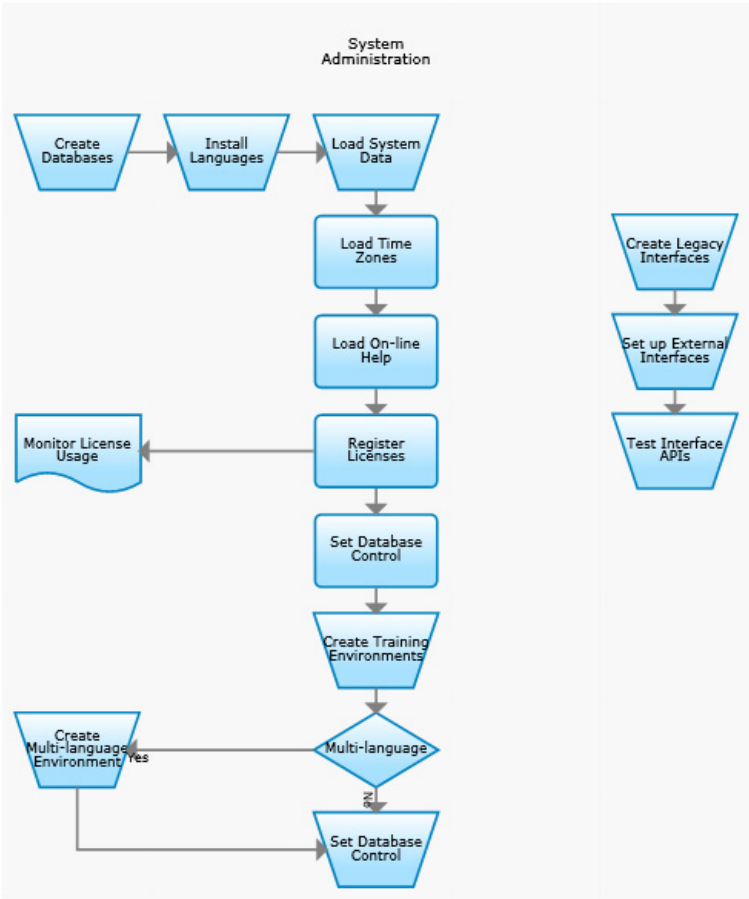 System
Administration
Create
Databases
Install
Languages
Load System
Data
Load Time
Zones
Create Legacy
Interfaces
Load On-line
Help
Set up External
Interfaces
Monitor License
Usage
Register
Licenses
Test Interface
APIs
Set Database
Control
Create Training
Environments
Create
Multi-language
Environment
Yes
Multi-language
No
Set Database
Control